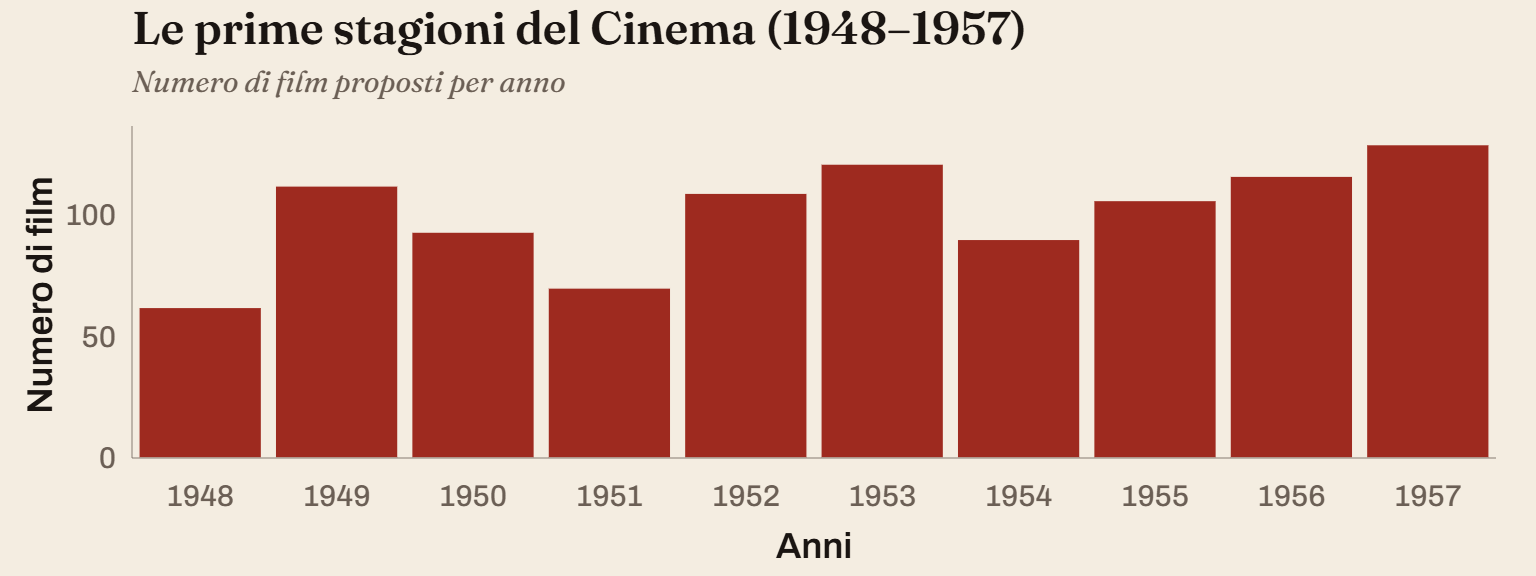 Le prime stagioni del Cinema (1948–1957)
Numero di film proposti per anno
Numero di film
100
50
0
1948 1949 1950 1951 1952 1953 1954 1955 1956 1957
Anni